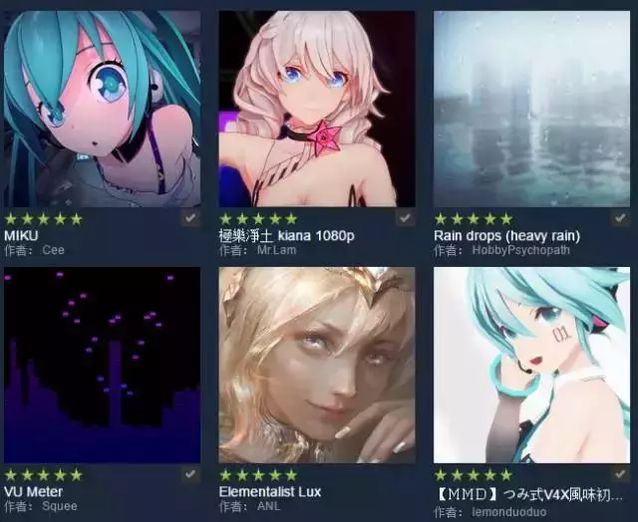 MIKU
作者: Cee
極樂淨土 kiana 1080p
作者: Mr.Lam
Rain drops (heavy rain)
作者: HobbyPsychopath
VU Meter
作者: Squee
Elementalist Lux
作者: ANL
01
【MMD】つみ式V4X風味初...
作者: lemonduoduo